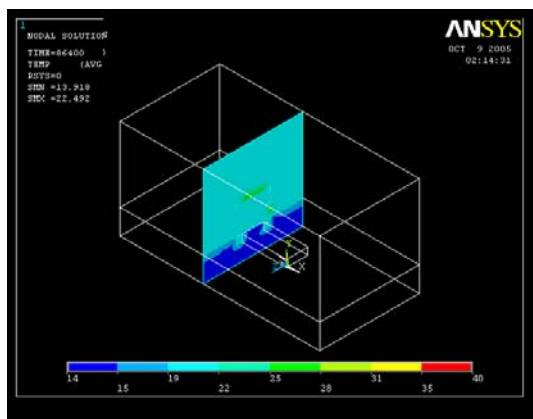 1
NODAL SOLUTION
TIME=86400 )
TEMP (AVG
RSYS=0
SMN =13.918
SMX =22.492
ANSYS
OCT 9 2005
02:14:31
Y
Z X
14 19 22 25 31 40
15 22 28 35